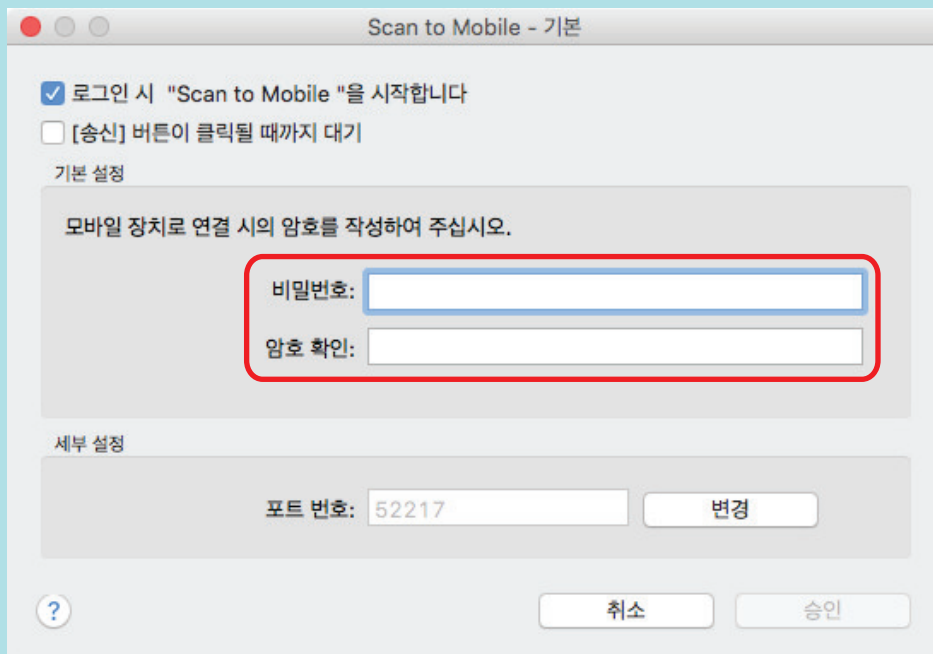 Scan to Mobile - 기본
로그인 시 "Scan to Mobile "을 시작합니다
[송신] 버튼이 클릭될 때까지 대기
기본 설정
모바일 장치로 연결 시의 암호를 작성하여 주십시오.
비밀번호:
암호 확인:
세부 설정
포트 번호: 52217 변경
? 취소 승인